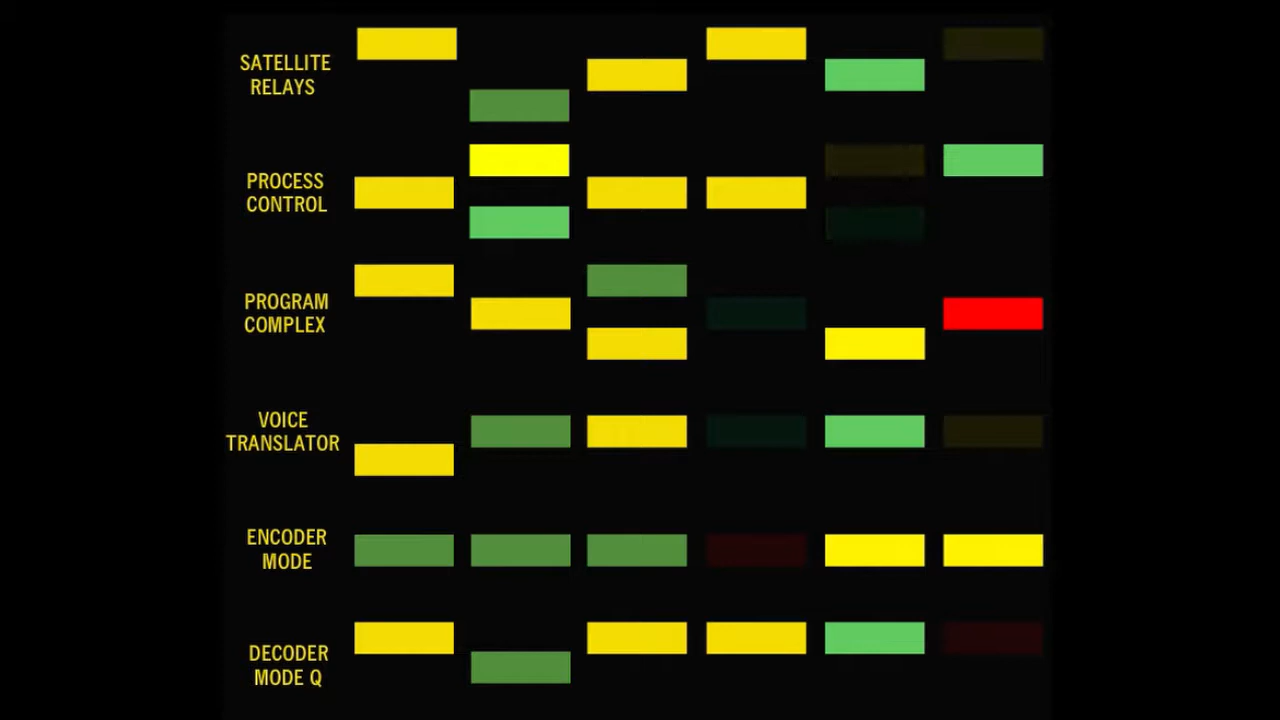 SATELLITE
RELAYS
PROCESS
CONTROL
PROGRAM
COMPLEX
VOICE
TRANSLATOR
ENCODER
MODE
DECODER
MODE Q